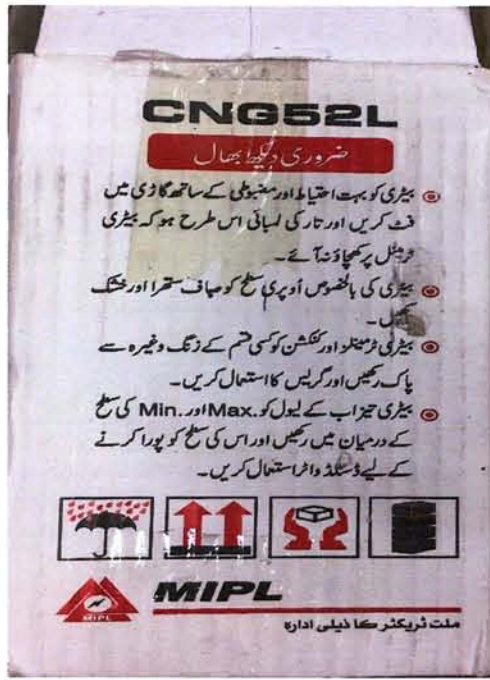 CNG52L
ضروری دیکھ بھال
بیٹری کو بہت احتیاط اور مضبوطی کے ساتھ گاڑی میں
فٹ کریں اور تار کی لمبائی اس طرح ہو کہ بیٹری
ٹرمینل پر کھچاؤ نہ آئے۔
بیٹری کی بالخصوص اُوپری سطح کو صاف ستھرا اور خشک
رکھیں۔
بیٹری ٹرمینلز اور کنکشن کو کسی قسم کے زنگ وغیرہ سے
پاک رکھیں اور گریس کا استعمال کریں۔
بیٹری تیزاب کے لیول کو .Max اور .Min کی سطح
کے درمیان میں رکھیں اور اس کی سطح کو پورا کرنے
کے لیے ڈسٹلڈ واٹر استعمال کریں۔
MIPL
MIPL
ملت ٹریکٹر کا ذیلی ادارہ